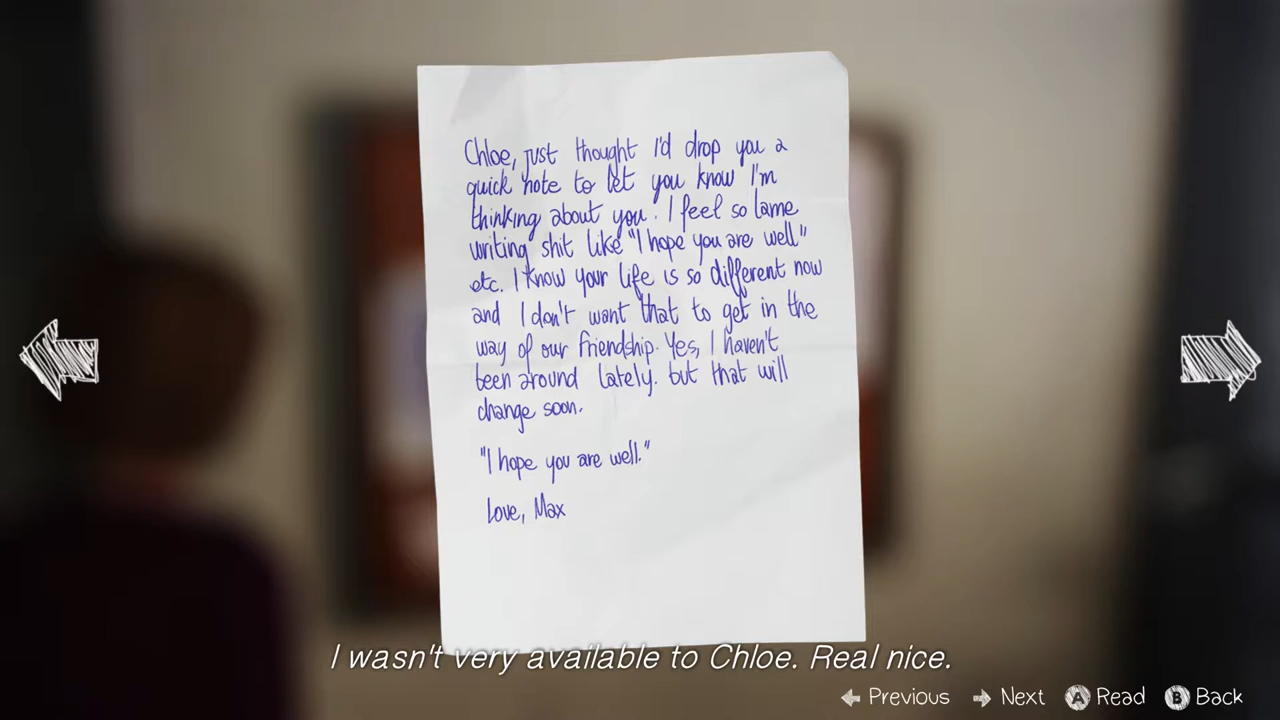 Chloe, just thought I'd drop you a
quick note to let you know I'm
thinking about you. I feel so lame
writing shit like "I hope you are well"
etc. I know your life is so different now
and I don't want that to get in the
way of our friendship. Yes, I haven't
been around lately. but that will
change soon.
"I hope you are well."
Love, Max
I wasn't very available to Chloe. Real nice.
Previous Next A Read B Back